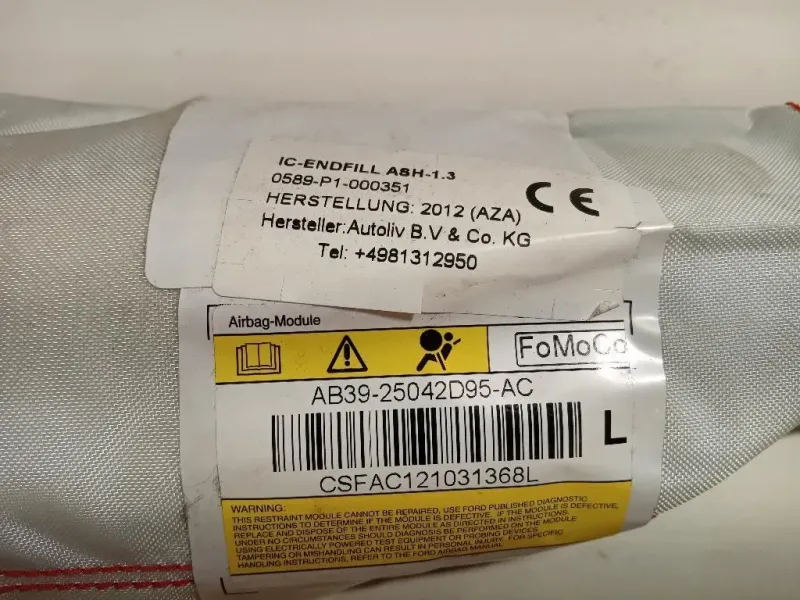 IC-ENDFILL ASH-1.3
0589-P1-000351
HERSTELLUNG: 2012 (AZA)
CE
Hersteller: Autoliv B.V & Co. KG
Tel: +4981312950
Airbag-Module
FoMoCo
AB39-25042D95-AC
L
CSFAC121031368L
WARNING:
THIS RESTRAINT MODULE CANNOT BE REPAIRED, USE FORD PUBLISHED DIAGNOSTIC
INSTRUCTIONS TO DETERMINE IF THE MODULE IS DEFECTIVE. IF THE MODULE IS DEFECTIVE,
REPLACE AND DISPOSE OF THE ENTIRE MODULE AS DIRECTED IN INSTRUCTIONS.
UNDER NO CIRCUMSTANCES SHOULD DIAGNOSIS BE PERFORMED ON THE MODULE
USING ELECTRICALLY POWERED TEST EQUIPMENT OR PROBING DEVICES.
TAMPERING OR MISHANDLING CAN RESULT IN PERSONAL INJURY. FOR SPECIFIC
HANDLING INSTRUCTIONS, REFER TO THE FORD AIRBAG MANUAL